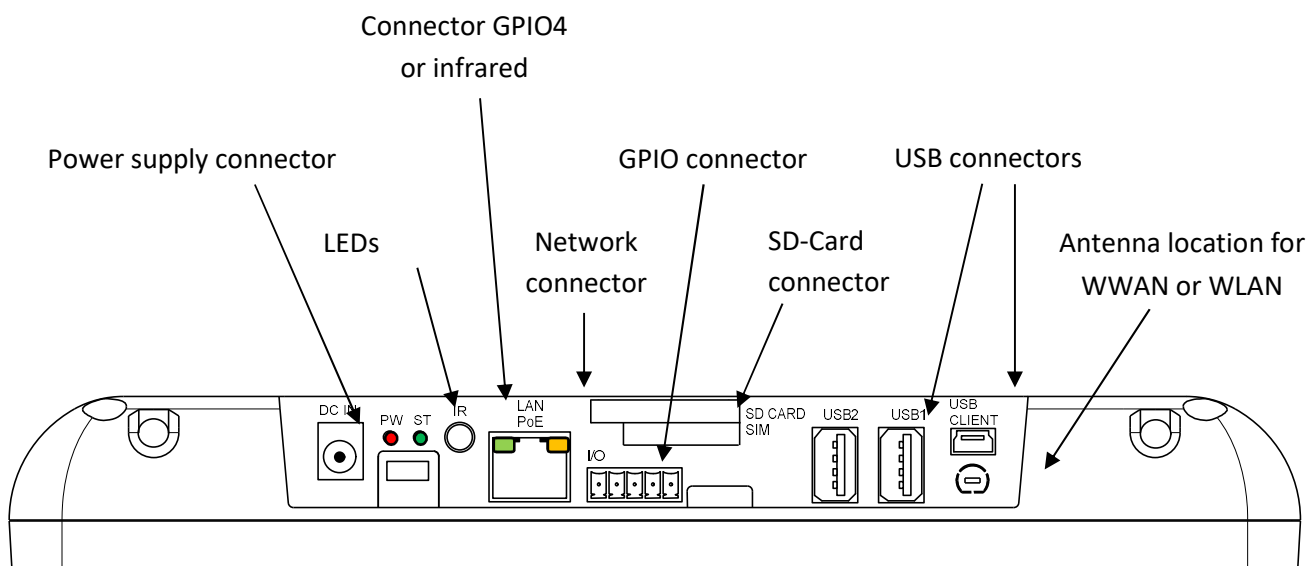 Connector GPIO4
or infrared
Power supply connector
GPIO connector
USB connectors
LEDs
Network
connector
SD-Card
connector
Antenna location for
WWAN or WLAN
DC IN
PW
ST
IR
LAN
PoE
I/O
SD CARD
SIM
USB2
USB1
USB
CLIENT